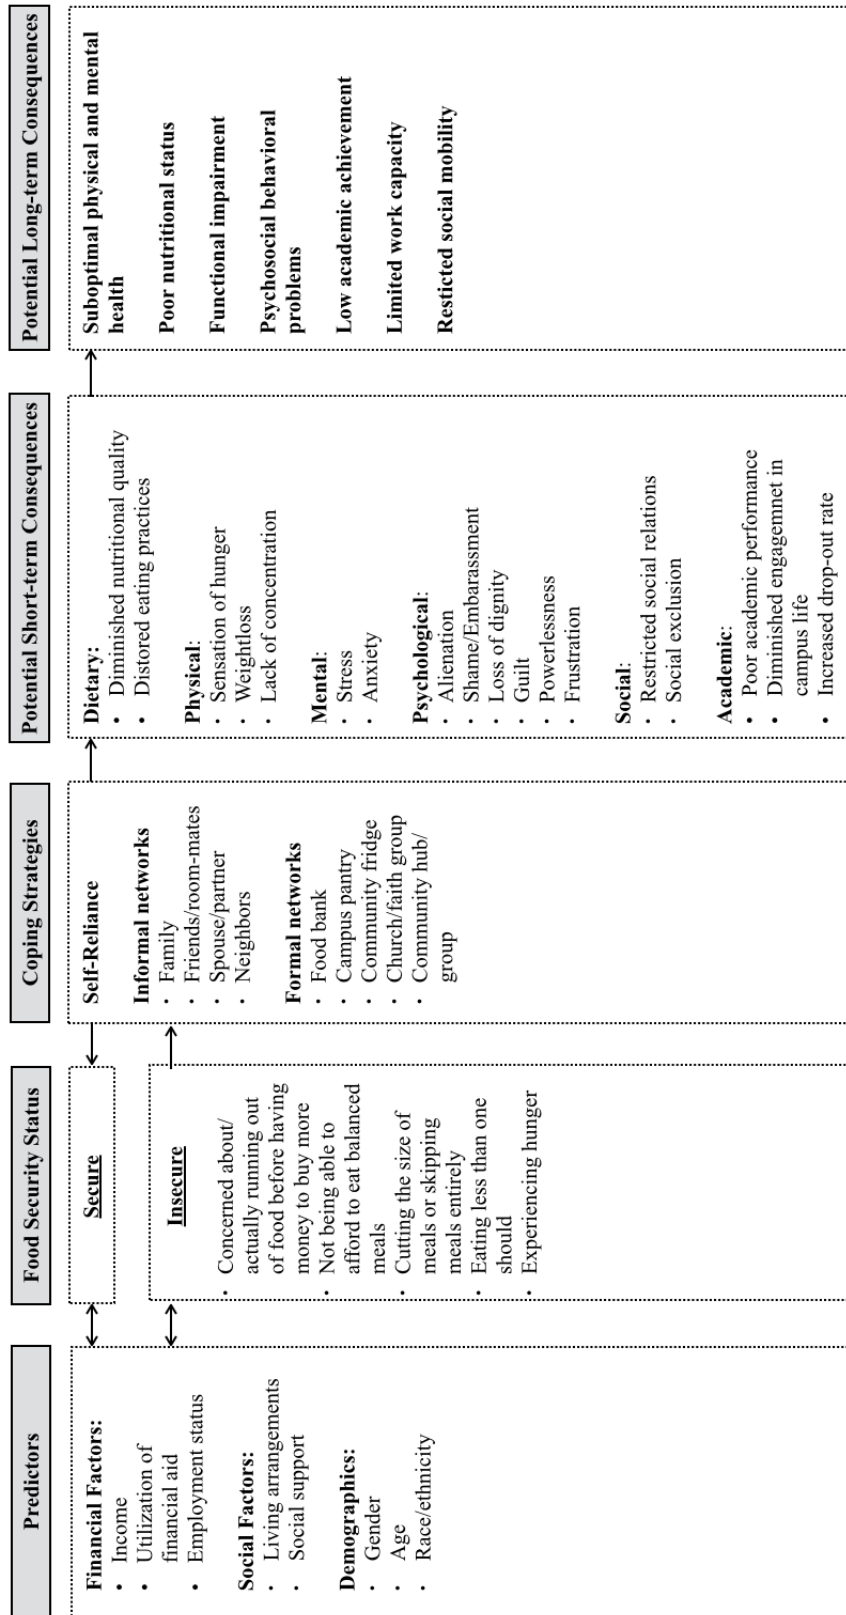 Predictors
Financial Factors:
• Income
• Utilization of
financial aid
• Employment status
Social Factors:
• Living arrangements
• Social support
Demographics:
• Gender
• Age
• Race/ethnicity
Food Security Status
Secure
Insecure
• Concerned about/
actually running out
of food before having
money to buy more
• Not being able to
afford to eat balanced
meals
• Cutting the size of
meals or skipping
meals entirely
• Eating less than one
should
• Experiencing hunger
Coping Strategies
Self-Reliance
Informal networks
• Family
• Friends/room-mates
• Spouse/partner
• Neighbors
Formal networks
• Food bank
• Campus pantry
• Community fridge
• Church/faith group
• Community hub/
group
Potential Short-term Consequences
Dietary:
• Diminished nutritional quality
• Distored eating practices
Physical:
• Sensation of hunger
• Weightloss
• Lack of concentration
Mental:
• Stress
• Anxiety
Psychological:
• Alienation
• Shame/Embarassment
• Loss of dignity
• Guilt
• Powerlessness
• Frustration
Social:
• Restricted social relations
• Social exclusion
Academic:
• Poor academic performance
• Diminished engagemnet in
campus life
• Increased drop-out rate
Potential Long-term Consequences
Suboptimal physical and mental
health
Poor nutritional status
Functional impairment
Psychosocial behavioral
problems
Low academic achievement
Limited work capacity
Resticted social mobility